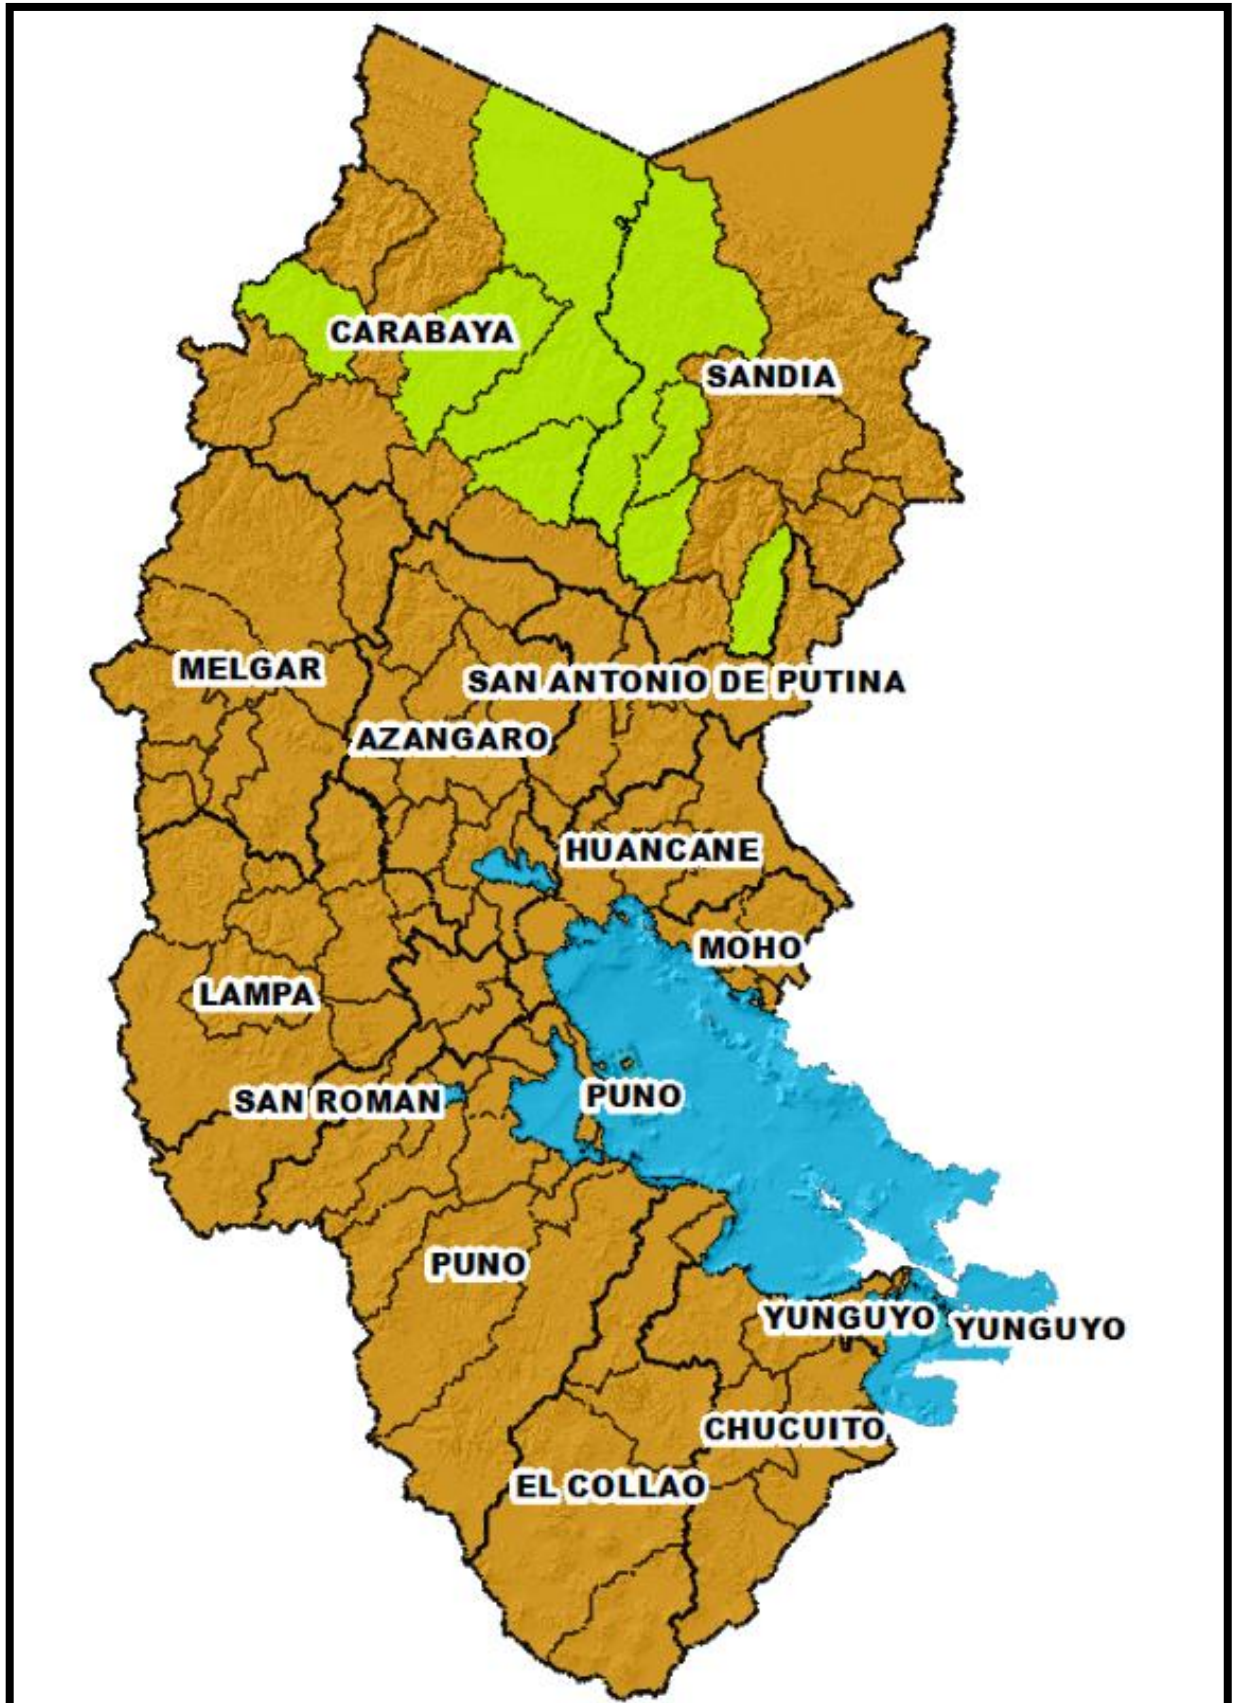 CARABAYA
SANDIA
MELGAR
SAN ANTONIO DE PUTINA
AZANGARO
HUANCANE
MOHO
LAMPA
SAN ROMAN
PUNO
PUNO
YUNGUYO
YUNGUYO
CHUCUITO
EL COLLAO